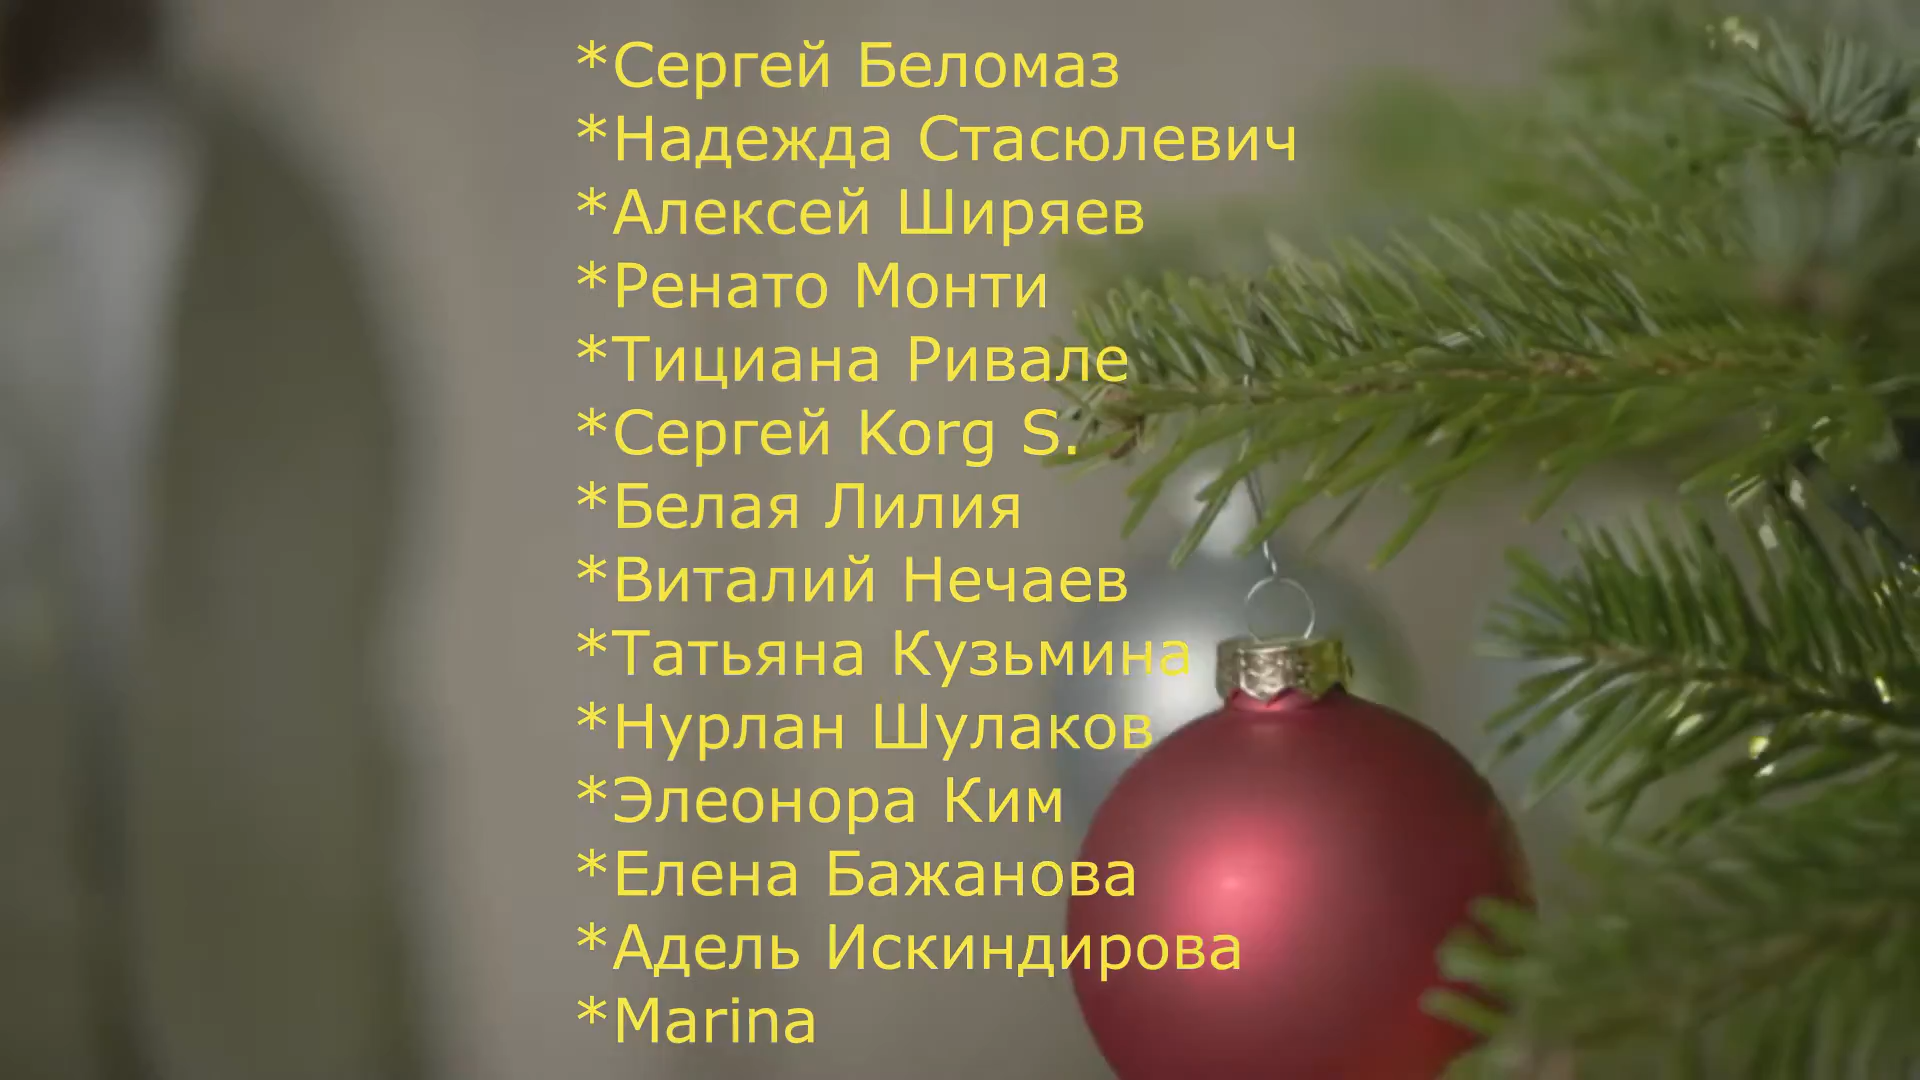 *Сергей Беломаз
*Надежда Стасюлевич
*Алексей Ширяев
*Ренато Монти
*Тициана Ривале
*Сергей Korg S.
*Белая Лилия
*Виталий Нечаев
*Татьяна Кузьмина
*Нурлан Шулаков
*Элеонора Ким
*Елена Бажанова
*Адель Искиндирова
*Marina